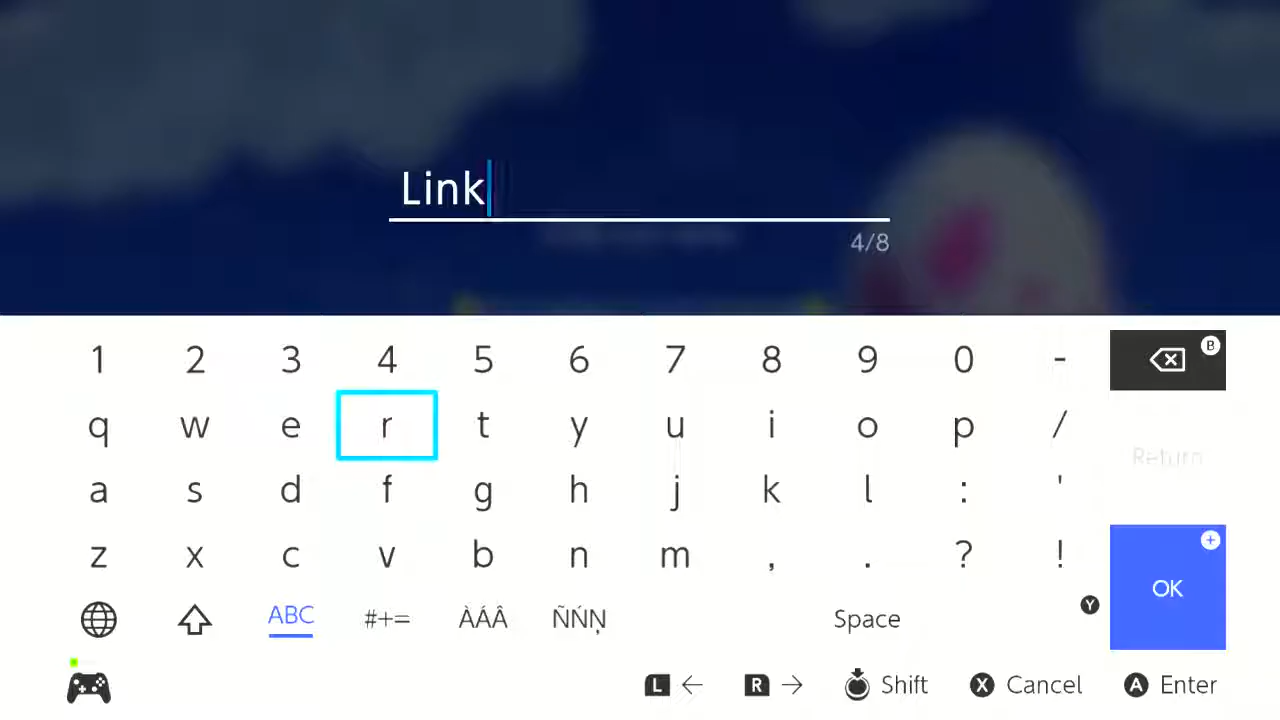 Link
4/8
1 2 3 4 5 6 7 8 9 0 - B
q w e r t y u i o p /
Return
a s d f g h j k l : '
z x c v b n m , . ? ! +
OK
ABC #+= ÀÁÂ ÑŃŅ Space Y
L ← R → Shift X Cancel A Enter